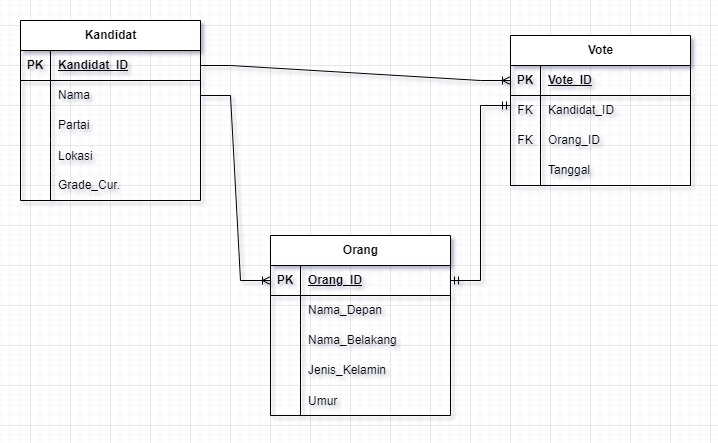 Kandidat
PK Kandidat_ID
Nama
Partai
Lokasi
Grade_Cur.
Vote
PK Vote_ID
FK Kandidat_ID
FK Orang_ID
Tanggal
Orang
PK Orang_ID
Nama_Depan
Nama_Belakang
Jenis_Kelamin
Umur